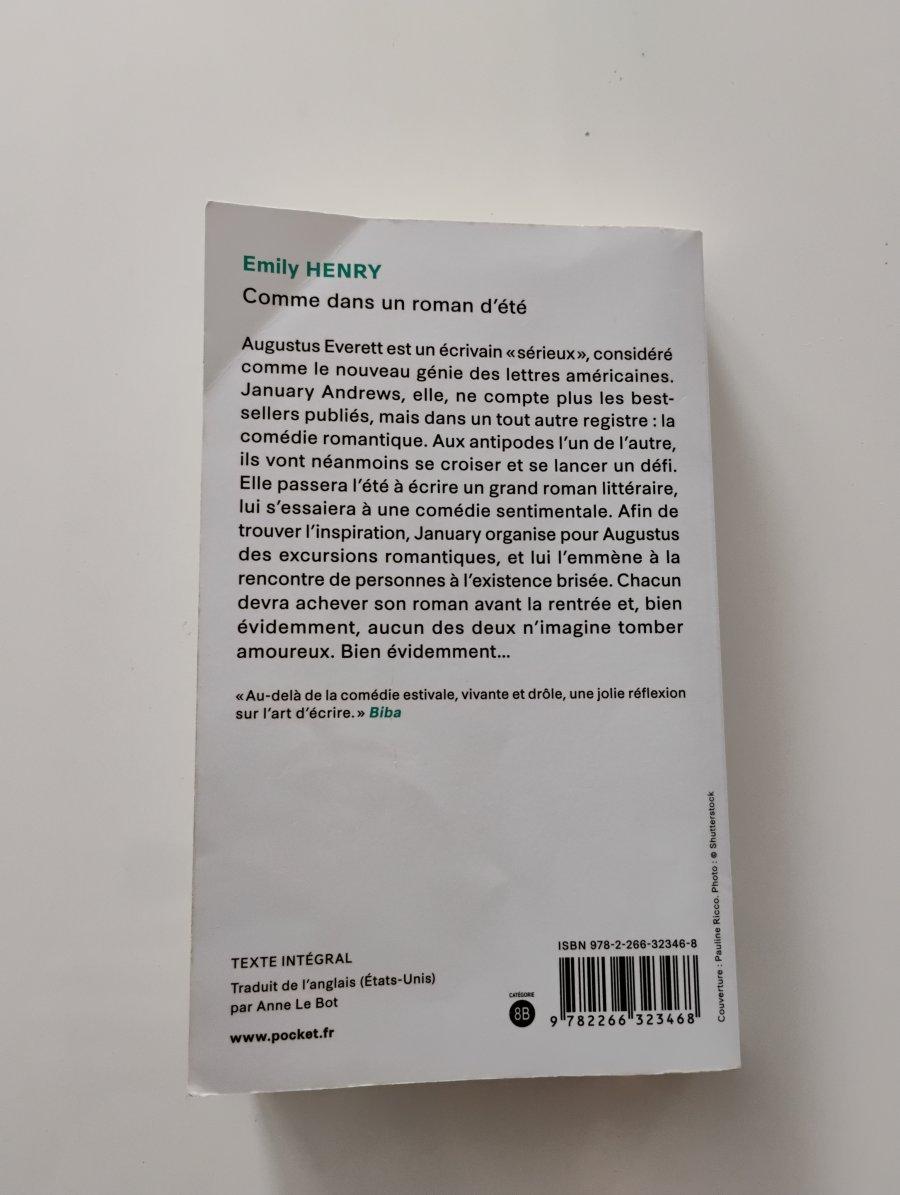 Emily HENRY
Comme dans un roman d'été
Augustus Everett est un écrivain «sérieux», considéré
comme le nouveau génie des lettres américaines.
January Andrews, elle, ne compte plus les best-
sellers publiés, mais dans un tout autre registre : la
comédie romantique. Aux antipodes l'un de l'autre,
ils vont néanmoins se croiser et se lancer un défi.
Elle passera l'été à écrire un grand roman littéraire,
lui s'essaiera à une comédie sentimentale. Afin de
trouver l'inspiration, January organise pour Augustus
des excursions romantiques, et lui l'emmène à la
rencontre de personnes à l'existence brisée. Chacun
devra achever son roman avant la rentrée et, bien
évidemment, aucun des deux n'imagine tomber
amoureux. Bien évidemment...
«Au-delà de la comédie estivale, vivante et drôle, une jolie réflexion
sur l'art d'écrire.» Biba
TEXTE INTÉGRAL
Traduit de l'anglais (États-Unis)
par Anne Le Bot
www.pocket.fr
CATÉGORIE
8B
ISBN 978-2-266-32346-8
9 782266 323468
Couverture : Pauline Ricco. Photo : © Shutterstock